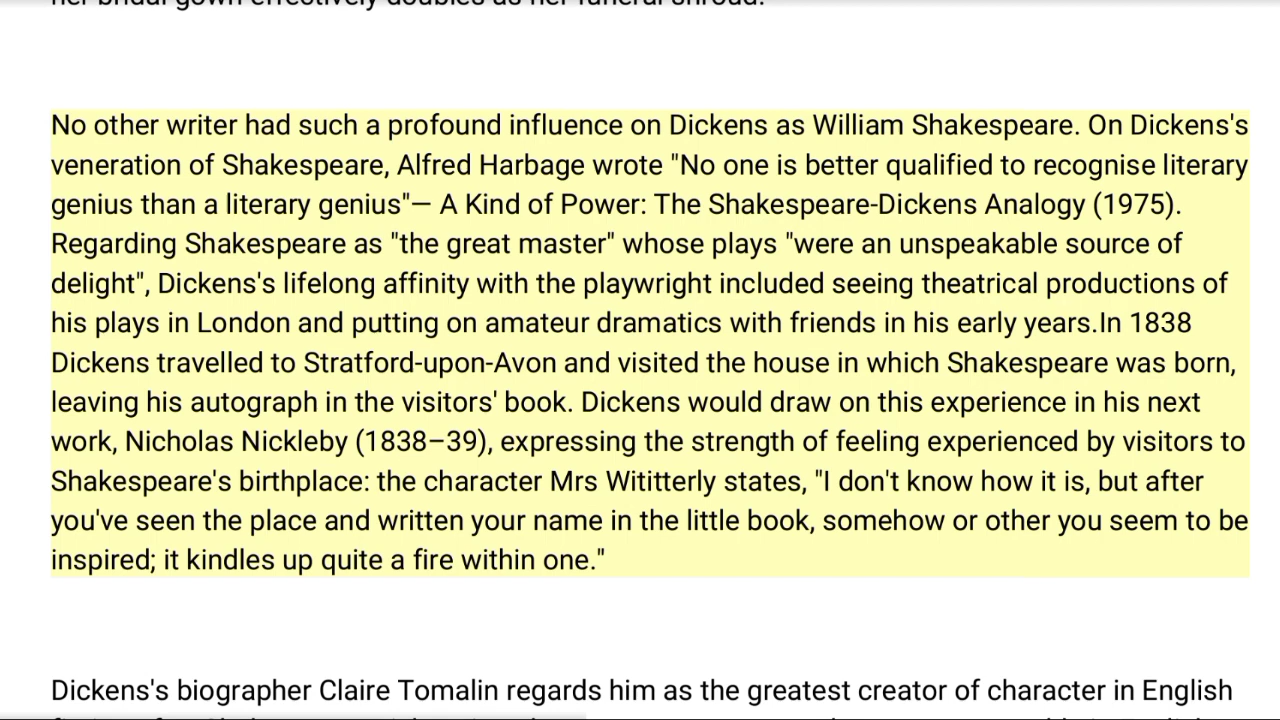 her bridal gown effectively doubles as her funeral shroud.
No other writer had such a profound influence on Dickens as William Shakespeare. On Dickens's
veneration of Shakespeare, Alfred Harbage wrote "No one is better qualified to recognise literary
genius than a literary genius"— A Kind of Power: The Shakespeare-Dickens Analogy (1975).
Regarding Shakespeare as "the great master" whose plays "were an unspeakable source of
delight", Dickens's lifelong affinity with the playwright included seeing theatrical productions of
his plays in London and putting on amateur dramatics with friends in his early years.In 1838
Dickens travelled to Stratford-upon-Avon and visited the house in which Shakespeare was born,
leaving his autograph in the visitors' book. Dickens would draw on this experience in his next
work, Nicholas Nickleby (1838–39), expressing the strength of feeling experienced by visitors to
Shakespeare's birthplace: the character Mrs Wititterly states, "I don't know how it is, but after
you've seen the place and written your name in the little book, somehow or other you seem to be
inspired; it kindles up quite a fire within one."
Dickens's biographer Claire Tomalin regards him as the greatest creator of character in English